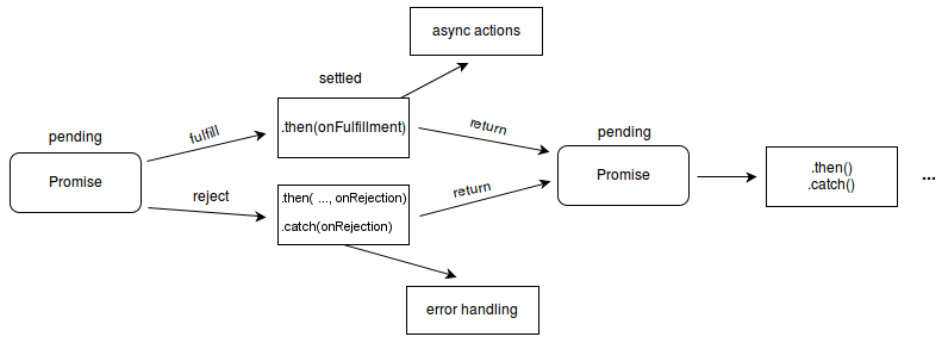 async actions
settled
pending
fulfill
.then(onFulfillment)
return
pending
Promise
reject
.then( ..., onRejection)
.catch(onRejection)
return
Promise
.then()
.catch()
...
error handling